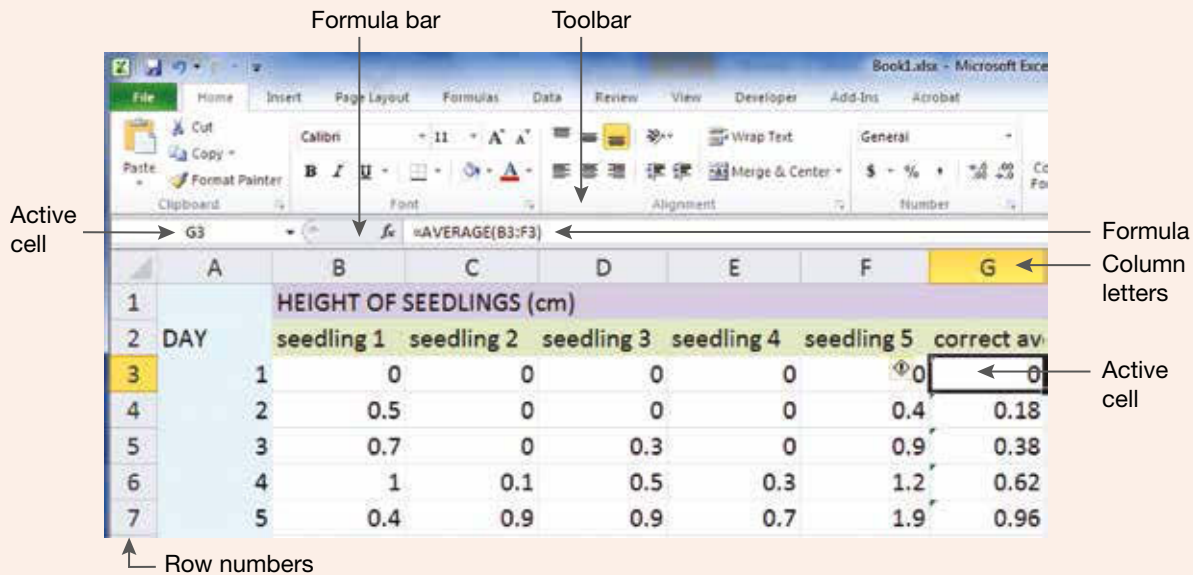 Formula bar
Toolbar
Book1.xlsx - Microsoft Exce
File Home Insert Page Layout Formulas Data Review View Developer Add-Ins Acrobat
Cut
Copy
Format Painter
Paste
Calibri 11 A A
B I U A
Wrap Text
Merge & Center
General
$ % ,
Clipboard Font Alignment Number
Active
cell
G3 fx =AVERAGE(B3:F3)
Formula
A B C D E F G
Column
letters
1 HEIGHT OF SEEDLINGS (cm)
2 DAY seedling 1 seedling 2 seedling 3 seedling 4 seedling 5 correct av
3 1 0 0 0 0 0 0
Active
cell
4 2 0.5 0 0 0 0.4 0.18
5 3 0.7 0 0.3 0 0.9 0.38
6 4 1 0.1 0.5 0.3 1.2 0.62
7 5 0.4 0.9 0.9 0.7 1.9 0.96
Row numbers